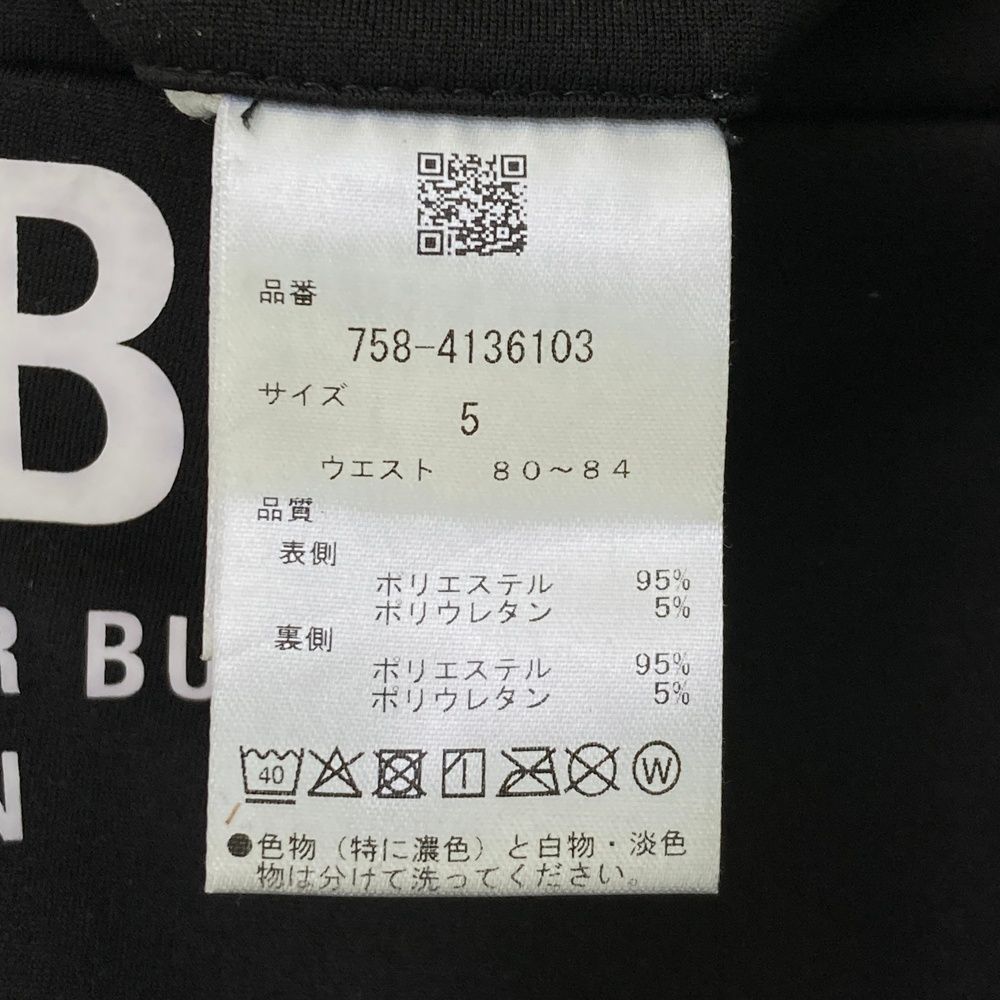 B
R BU
N
品番
758-4136103
サイズ
5
ウエスト 80～84
品質
表側
ポリエステル 95%
ポリウレタン 5%
裏側
ポリエステル 95%
ポリウレタン 5%
40
W
●色物（特に濃色）と白物・淡色
物は分けて洗ってください。